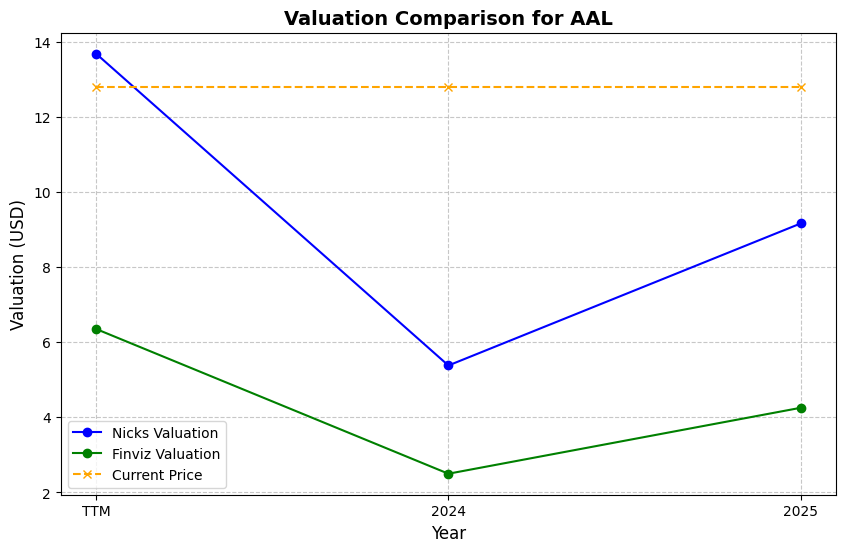 Valuation Comparison for AAL
Valuation (USD)
14
12
10
8
6
4
2
Nicks Valuation
Finviz Valuation
Current Price
TTM
2024
2025
Year